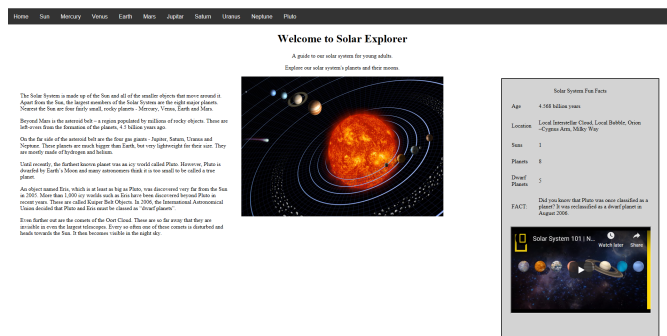 Home Sun Mercury Venus Earth Mars Jupitar Saturn Uranus Neptune Pluto
Welcome to Solar Explorer
A guide to our solar system for young adults.
Explore our solar system's planets and their moons.
The Solar System is made up of the Sun and all of the smaller objects that move around it.
Apart from the Sun, the largest members of the Solar System are the eight major planets.
Nearest the Sun are four fairly small, rocky planets - Mercury, Venus, Earth and Mars.
Beyond Mars is the asteroid belt – a region populated by millions of rocky objects. These are
left-overs from the formation of the planets, 4.5 billion years ago.
On the far side of the asteroid belt are the four gas giants - Jupiter, Saturn, Uranus and
Neptune. These planets are much bigger than Earth, but very lightweight for their size. They
are mostly made of hydrogen and helium.
Until recently, the furthest known planet was an icy world called Pluto. However, Pluto is
dwarfed by Earth's Moon and many astronomers think it is too small to be called a true
planet.
An object named Eris, which is at least as big as Pluto, was discovered very far from the Sun
in 2005. More than 1,000 icy worlds such as Eris have been discovered beyond Pluto in
recent years. These are called Kuiper Belt Objects. In 2006, the International Astronomical
Union decided that Pluto and Eris must be classed as "dwarf planets".
Even further out are the comets of the Oort Cloud. These are so far away that they are
invisible in even the largest telescopes. Every so often one of these comets is disturbed and
heads towards the Sun. It then becomes visible in the night sky.
Solar System Fun Facts
Age 4.568 billion years
Location Local Interstellar Cloud, Local Bubble, Orion
–Cygnus Arm, Milky Way
Suns 1
Planets 8
Dwarf
Planets 5
FACT: Did you know that Pluto was once classified as a
planet? It was reclassified as a dwarf planet in
August 2006.
Solar System 101 | N...
Watch later Share